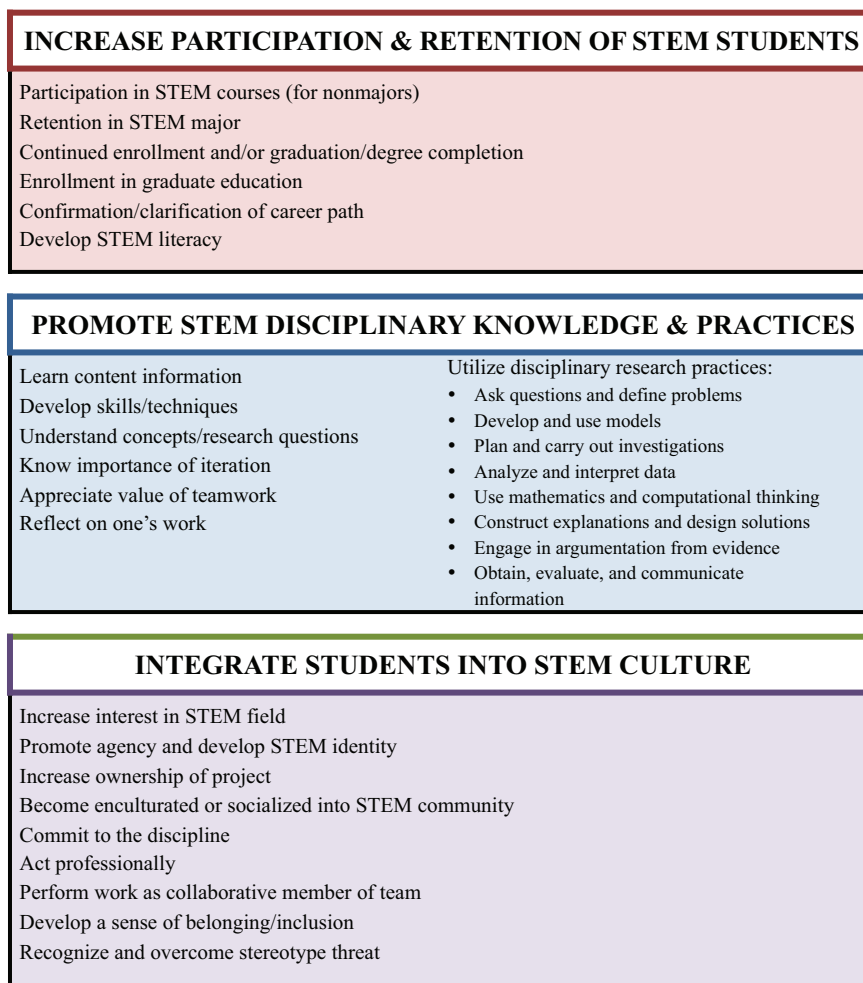 INCREASE PARTICIPATION & RETENTION OF STEM STUDENTS
Participation in STEM courses (for nonmajors)
Retention in STEM major
Continued enrollment and/or graduation/degree completion
Enrollment in graduate education
Confirmation/clarification of career path
Develop STEM literacy
PROMOTE STEM DISCIPLINARY KNOWLEDGE & PRACTICES
Learn content information
Develop skills/techniques
Understand concepts/research questions
Know importance of iteration
Appreciate value of teamwork
Reflect on one’s work
Utilize disciplinary research practices:
• Ask questions and define problems
• Develop and use models
• Plan and carry out investigations
• Analyze and interpret data
• Use mathematics and computational thinking
• Construct explanations and design solutions
• Engage in argumentation from evidence
• Obtain, evaluate, and communicate
information
INTEGRATE STUDENTS INTO STEM CULTURE
Increase interest in STEM field
Promote agency and develop STEM identity
Increase ownership of project
Become enculturated or socialized into STEM community
Commit to the discipline
Act professionally
Perform work as collaborative member of team
Develop a sense of belonging/inclusion
Recognize and overcome stereotype threat